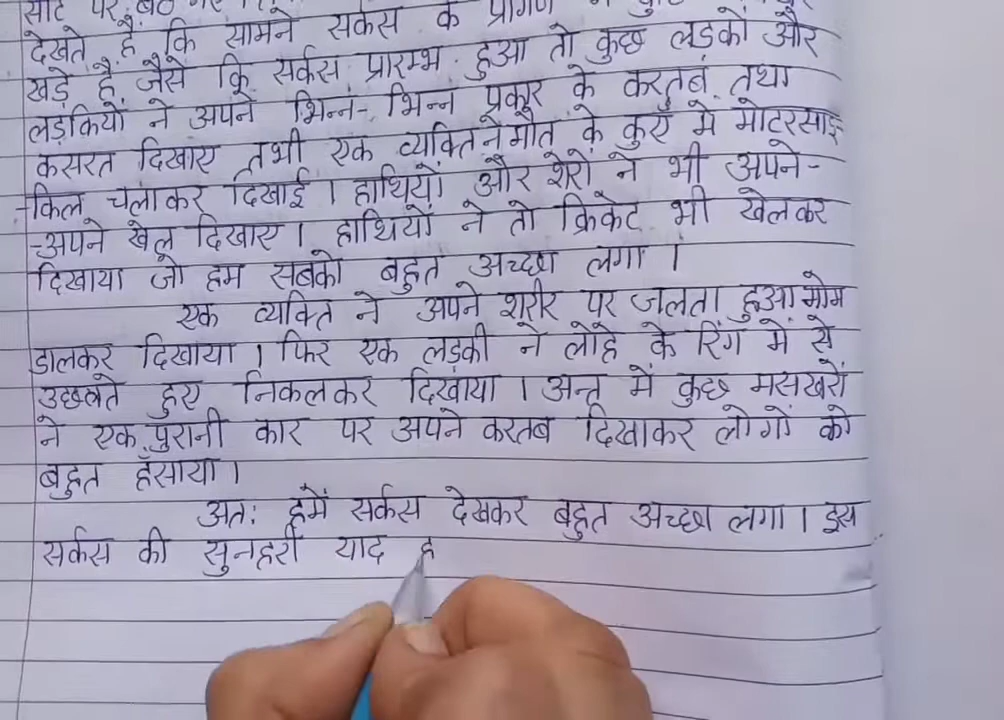 सीट पर बैठ गए
देखते हैं कि सामने सर्कस के प्रांगण
खड़े हैं जैसे कि सर्कस प्रारम्भ हुआ तो कुछ लड़को और
लड़कियों ने अपने भिन्न-भिन्न प्रकार के करतब तथा
कसरत दिखाए तभी एक व्यक्ति ने मौत के कुएँ मे मोटरसाइ
-किल चलाकर दिखाई । हाथियों और शेरो ने भी अपने-
-अपने खेल दिखाए । हाथियों ने तो क्रिकेट भी खेलकर
दिखाया जो हम सबको बहुत अच्छा लगा ।
एक व्यक्ति ने अपने शरीर पर जलता हुआ मोम
डालकर दिखाया । फिर एक लड़की ने लोहे के रिंग में से
उछलते हुए निकलकर दिखाया । अन्त में कुछ मसखरों
ने एक पुरानी कार पर अपने करतब दिखाकर लोगों को
बहुत हँसाया ।
अतः हमें सर्कस देखकर बहुत अच्छा लगा । इस
सर्कस की सुनहरी याद ह